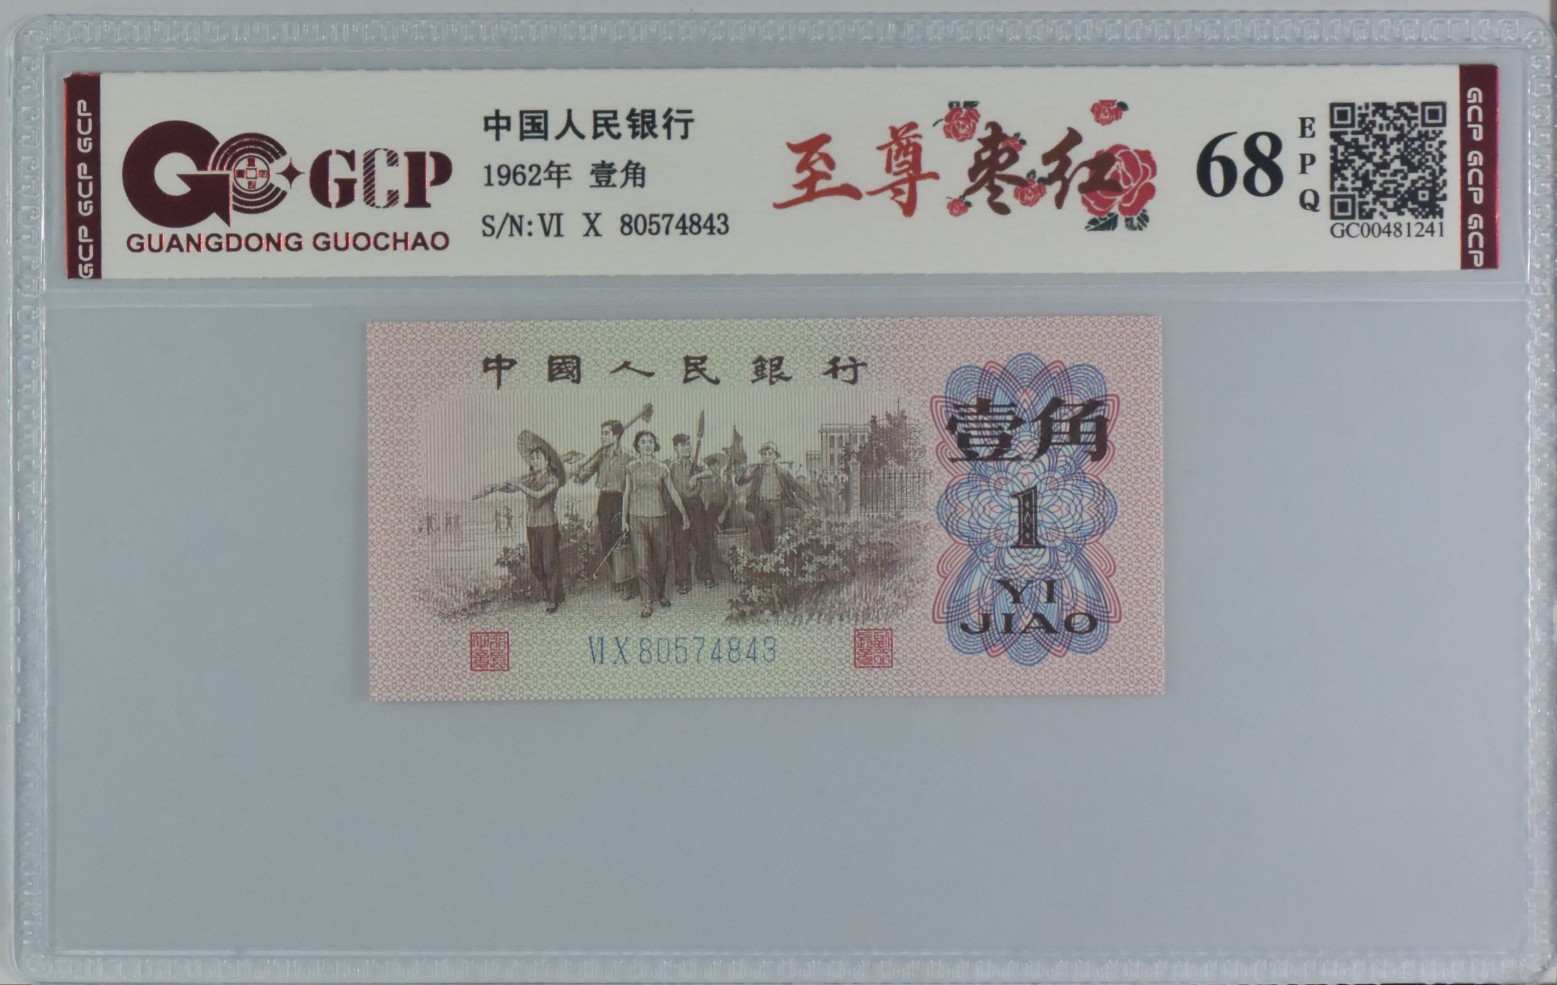 GCP GCP GCP
GCP
GUANGDONG GUOCHAO
中国人民银行
1962年 壹角
S/N: VI X 80574843
至尊枣红
68
EPQ
GC00481241
GCP GCP GCP
中國人民銀行
壹角
1
YI
JIAO
VI X 80574843